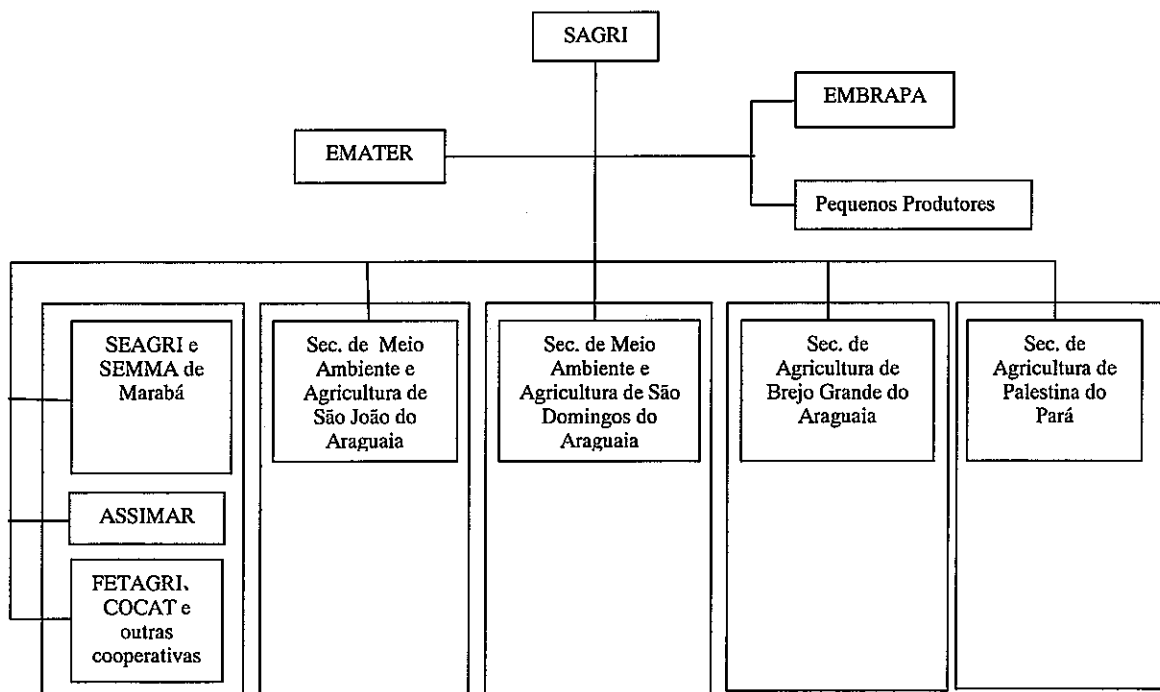 SAGRI
EMBRAPA
EMATER
Pequenos Produtores
SEAGRI e
SEMMA de
Marabá
Sec. de Meio
Ambiente e
Agricultura de
São João do
Araguaia
Sec. de Meio
Ambiente e
Agricultura de São
Domingos do
Araguaia
Sec. de
Agricultura de
Brejo Grande do
Araguaia
Sec. de
Agricultura de
Palestina do
Pará
ASSIMAR
FETAGRI、
COCAT e
outras
cooperativas